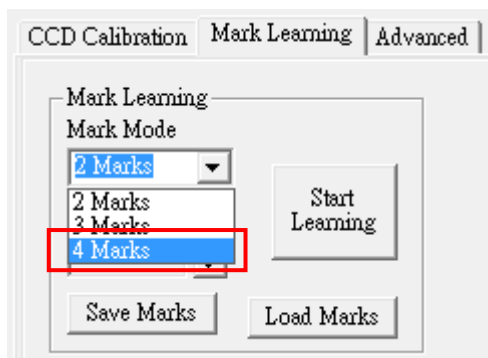 CCD Calibration Mark Learning Advanced
Mark Learning
Mark Mode
2 Marks
2 Marks
3 Marks
4 Marks
Start
Learning
Save Marks Load Marks